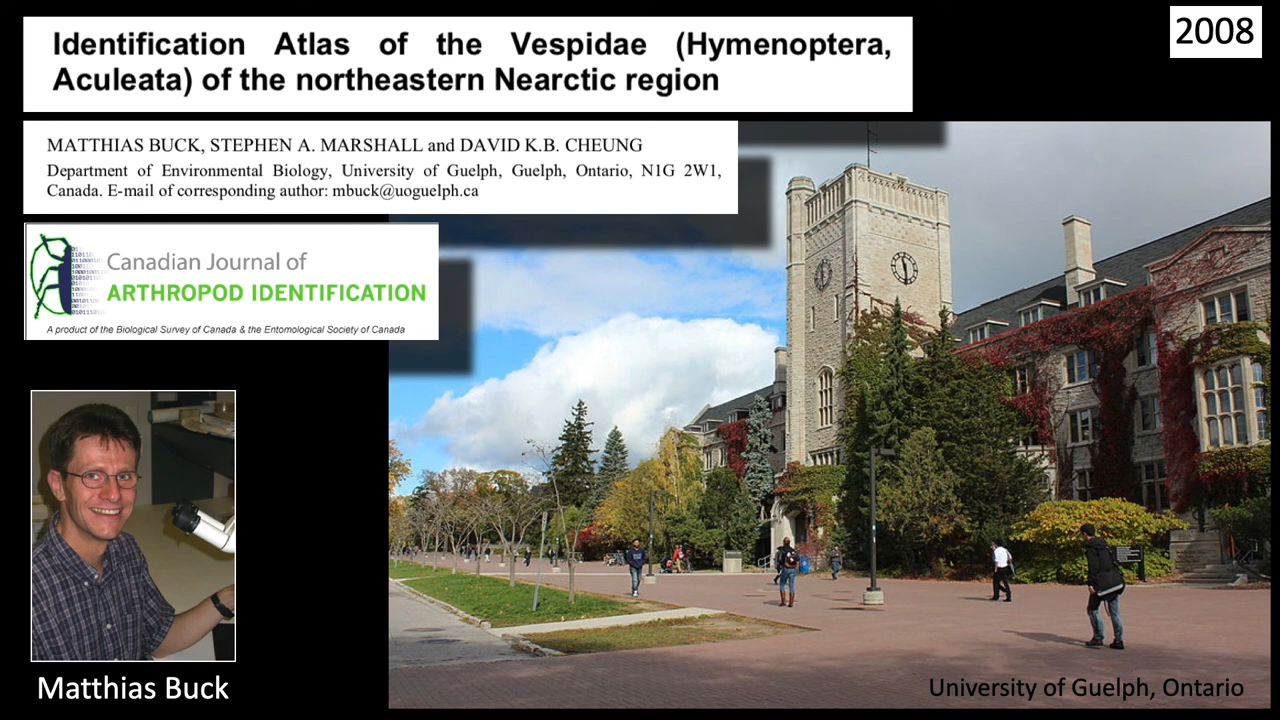 2008
Identification Atlas of the Vespidae (Hymenoptera,
Aculeata) of the northeastern Nearctic region
MATTHIAS BUCK, STEPHEN A. MARSHALL and DAVID K.B. CHEUNG
Department of Environmental Biology, University of Guelph, Guelph, Ontario, N1G 2W1,
Canada. E-mail of corresponding author: mbuck@uoguelph.ca
Canadian Journal of
ARTHROPOD IDENTIFICATION
A product of the Biological Survey of Canada & the Entomological Society of Canada
Matthias Buck
University of Guelph, Ontario